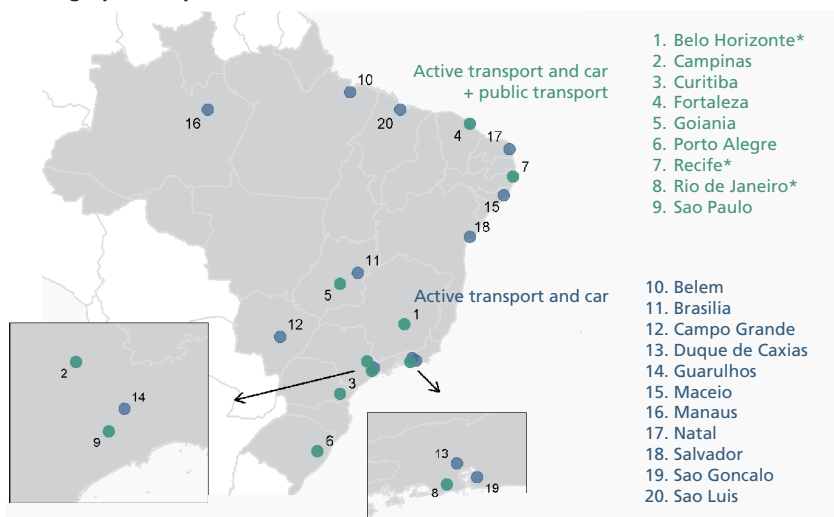 Active transport and car
+ public transport
1. Belo Horizonte*
2. Campinas
3. Curitiba
4. Fortaleza
5. Goiania
6. Porto Alegre
7. Recife*
8. Rio de Janeiro*
9. Sao Paulo
Active transport and car
10. Belem
11. Brasilia
12. Campo Grande
13. Duque de Caxias
14. Guarulhos
15. Maceio
16. Manaus
17. Natal
18. Salvador
19. Sao Goncalo
20. Sao Luis
10
16
20
4
17
7
15
18
11
5
1
12
3
6
2
14
9
13
8
19